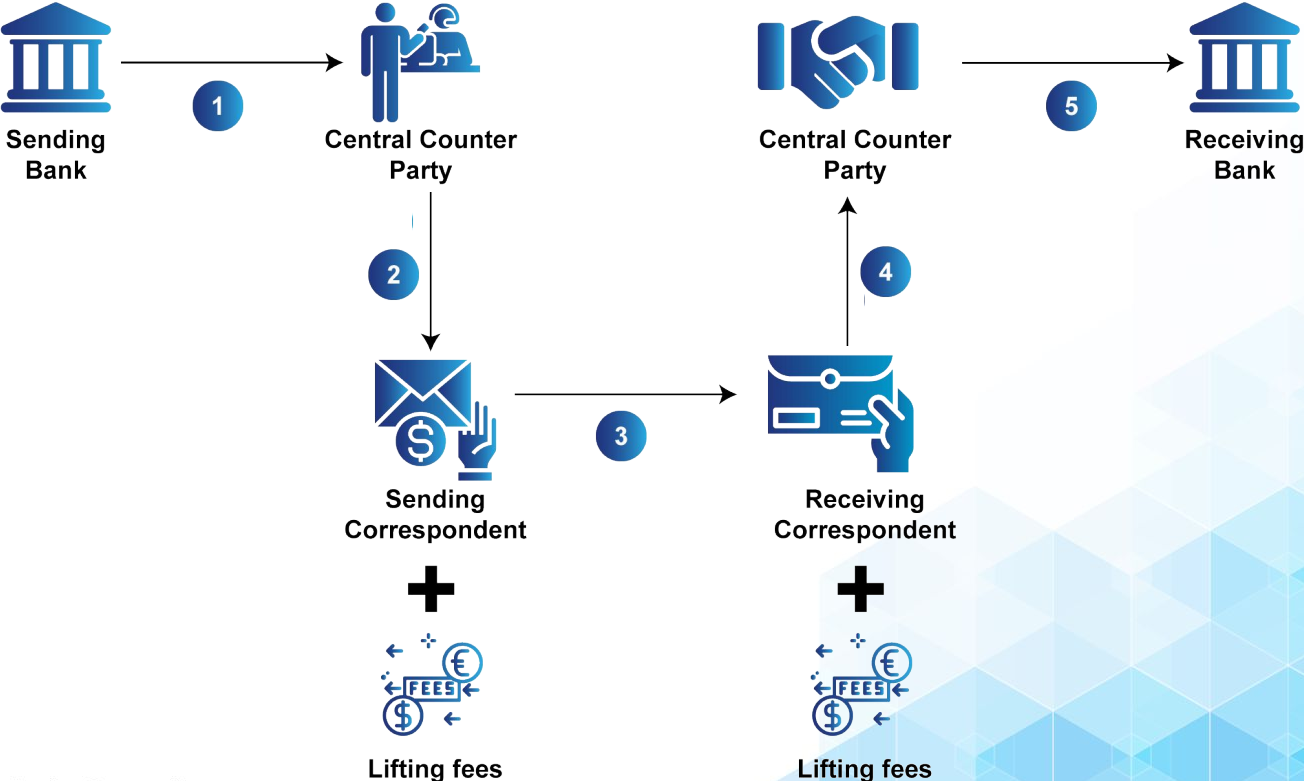 1
5
Sending
Bank
Central Counter
Party
Central Counter
Party
Receiving
Bank
2
4
$
3
Sending
Correspondent
Receiving
Correspondent
€
FEES
$
€
FEES
$
Lifting fees
Lifting fees